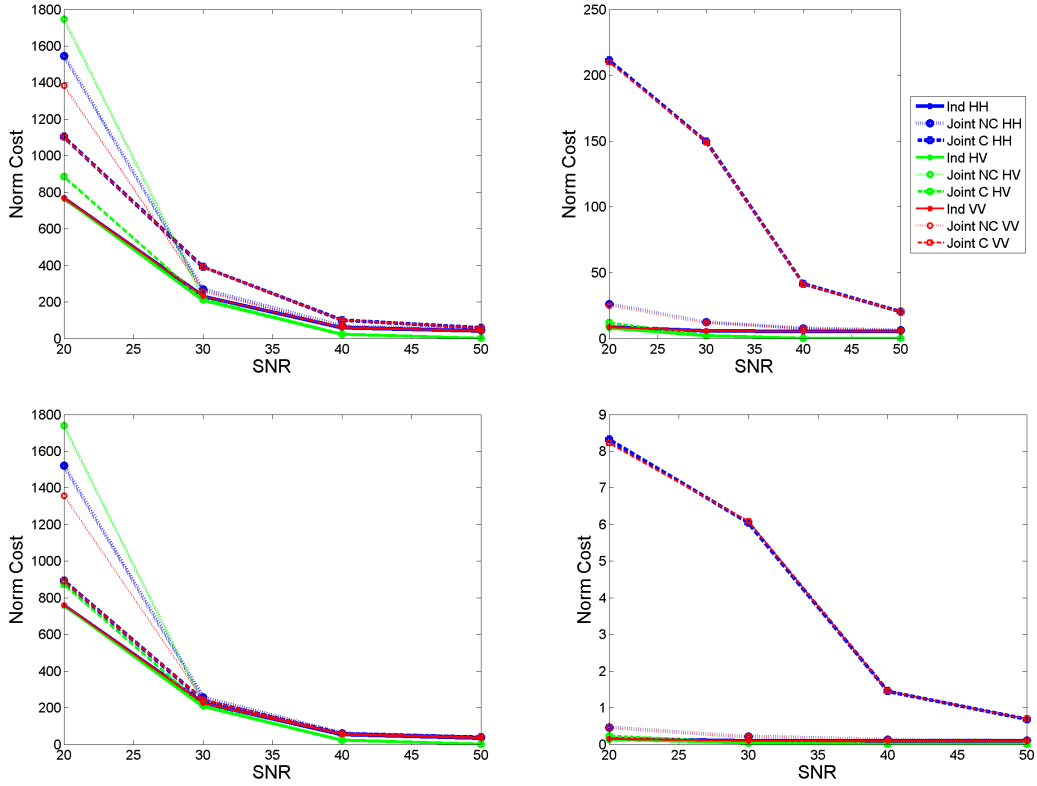 1800
1600
1400
1200
1000
800
600
400
200
0
Norm Cost
20 25 30 35 40 45 50
SNR
250
200
150
100
50
0
Norm Cost
20 25 30 35 40 45 50
SNR
Ind HH
Joint NC HH
Joint C HH
Ind HV
Joint NC HV
Joint C HV
Ind VV
Joint NC VV
Joint C VV
1800
1600
1400
1200
1000
800
600
400
200
0
Norm Cost
20 25 30 35 40 45 50
SNR
9
8
7
6
5
4
3
2
1
0
Norm Cost
20 25 30 35 40 45 50
SNR